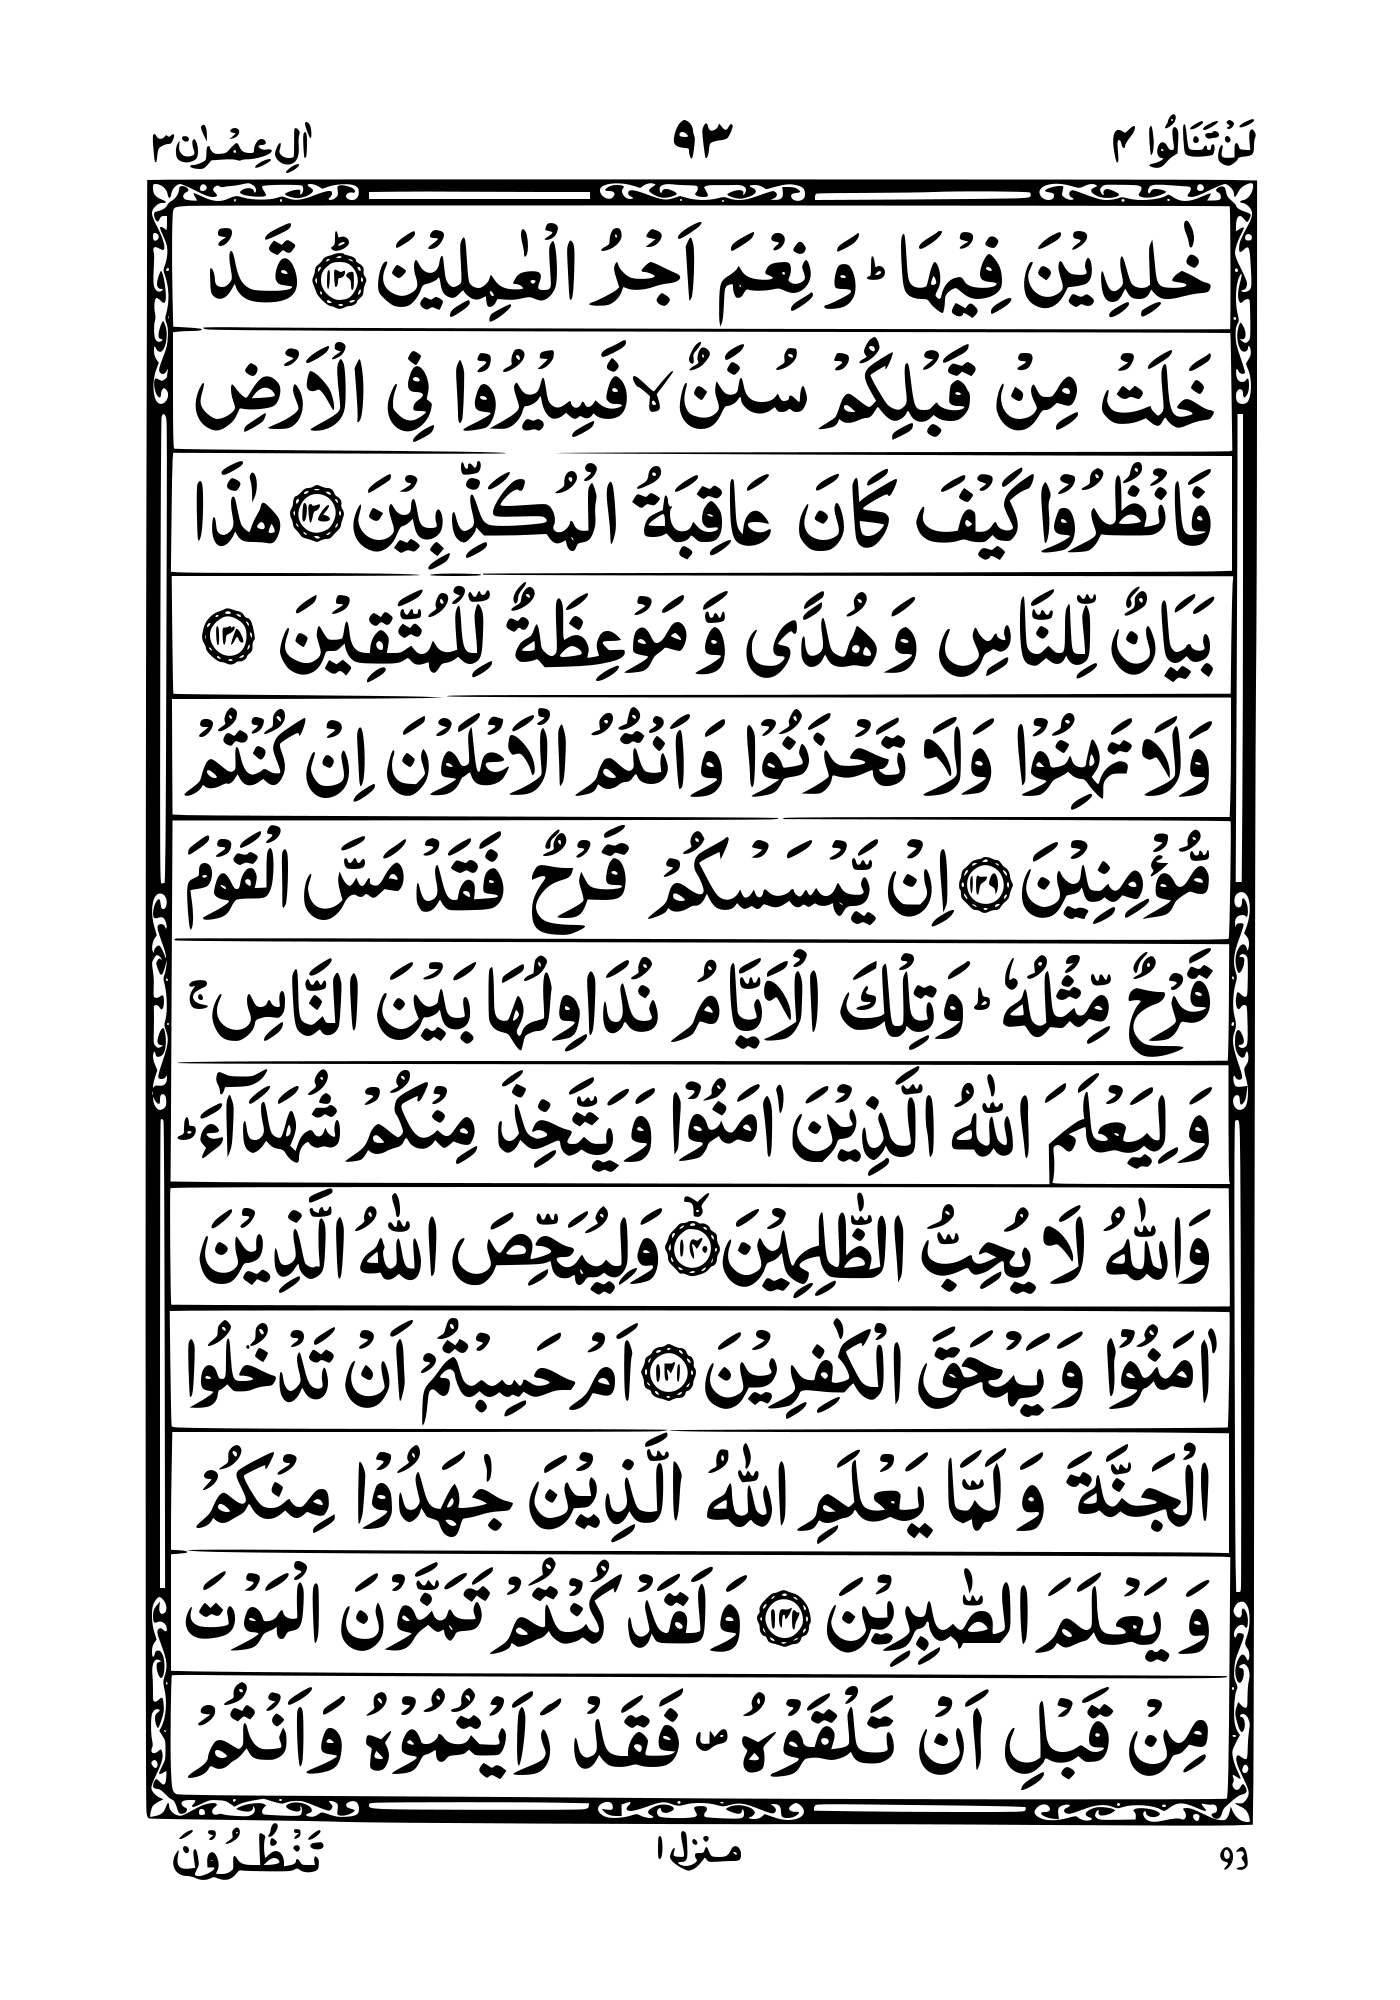 لَنْ تَنَالُوا ۴ ۹۳ اٰلِ عِمْرٰن ۳
خٰلِدِیْنَ فِیْهَا ؕ وَ نِعْمَ اَجْرُ الْعٰمِلِیْنَ ﴿۱۳۶﴾ؕ قَدْ
خَلَتْ مِنْ قَبْلِكُمْ سُنَنٌ ۙ فَسِیْرُوْا فِی الْاَرْضِ
فَانْظُرُوْا كَیْفَ كَانَ عَاقِبَةُ الْمُكَذِّبِیْنَ ﴿۱۳۷﴾ هٰذَا
بَیَانٌ لِّلنَّاسِ وَ هُدًی وَّ مَوْعِظَةٌ لِّلْمُتَّقِیْنَ ﴿۱۳۸﴾
وَلَا تَهِنُوْا وَلَا تَحْزَنُوْا وَ اَنْتُمُ الْاَعْلَوْنَ اِنْ كُنْتُمْ
مُّؤْمِنِیْنَ ﴿۱۳۹﴾ اِنْ یَّمْسَسْكُمْ قَرْحٌ فَقَدْ مَسَّ الْقَوْمَ
قَرْحٌ مِّثْلُهٗ ؕ وَتِلْكَ الْاَیَّامُ نُدَاوِلُهَا بَیْنَ النَّاسِ ۚ
وَ لِیَعْلَمَ اللّٰهُ الَّذِیْنَ اٰمَنُوْا وَ یَتَّخِذَ مِنْكُمْ شُهَدَآءَ ؕ
وَاللّٰهُ لَا یُحِبُّ الظّٰلِمِیْنَ ﴿۱۴۰﴾ۙ وَلِیُمَحِّصَ اللّٰهُ الَّذِیْنَ
اٰمَنُوْا وَ یَمْحَقَ الْكٰفِرِیْنَ ﴿۱۴۱﴾ اَمْ حَسِبْتُمْ اَنْ تَدْخُلُوا
الْجَنَّةَ وَ لَمَّا یَعْلَمِ اللّٰهُ الَّذِیْنَ جٰهَدُوْا مِنْكُمْ
وَ یَعْلَمَ الصّٰبِرِیْنَ ﴿۱۴۲﴾ وَلَقَدْ كُنْتُمْ تَمَنَّوْنَ الْمَوْتَ
مِنْ قَبْلِ اَنْ تَلْقَوْهُ ۪ فَقَدْ رَاَیْتُمُوْهُ وَ اَنْتُمْ
93 منزل ۱ تَنْظُرُوْنَ